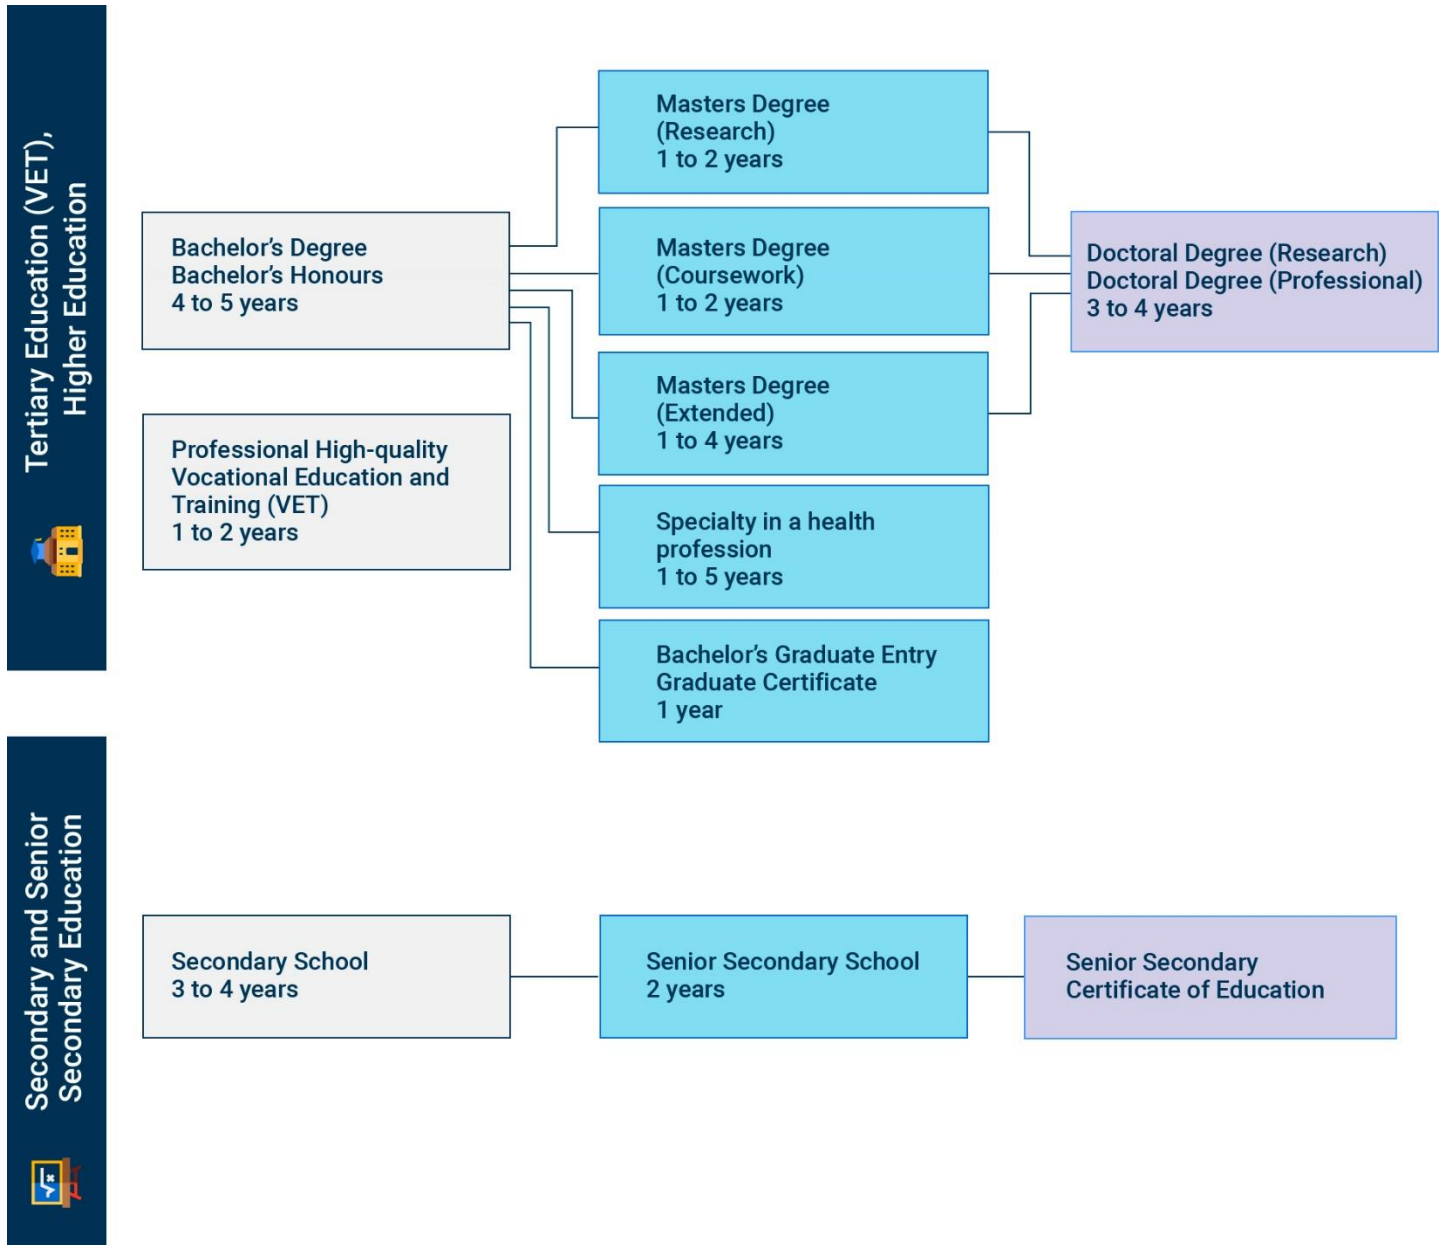 Tertiary Education (VET),
Higher Education
Masters Degree
(Research)
1 to 2 years
Bachelor’s Degree
Bachelor’s Honours
4 to 5 years
Masters Degree
(Coursework)
1 to 2 years
Doctoral Degree (Research)
Doctoral Degree (Professional)
3 to 4 years
Masters Degree
(Extended)
1 to 4 years
Professional High-quality
Vocational Education and
Training (VET)
1 to 2 years
Specialty in a health
profession
1 to 5 years
Bachelor’s Graduate Entry
Graduate Certificate
1 year
Secondary and Senior
Secondary Education
Secondary School
3 to 4 years
Senior Secondary School
2 years
Senior Secondary
Certificate of Education